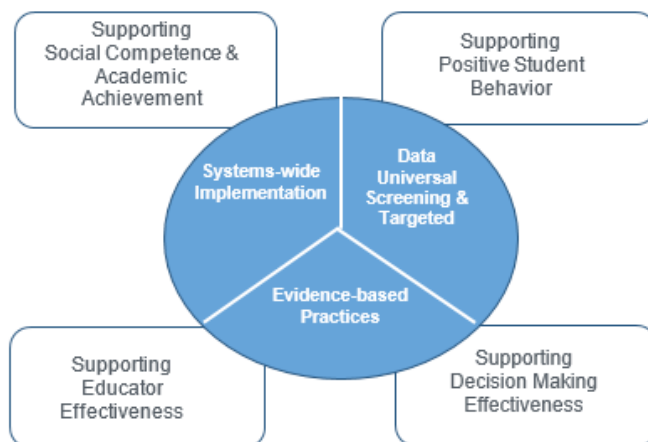 Supporting
Social Competence &
Academic
Achievement
Supporting
Positive Student
Behavior
Systems-wide
Implementation
Data
Universal
Screening &
Targeted
Evidence-based
Practices
Supporting
Educator
Effectiveness
Supporting
Decision Making
Effectiveness